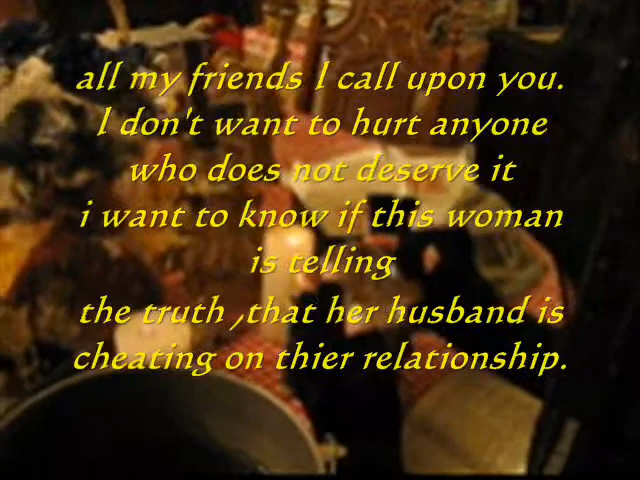 all my friends I call upon you.
I don't want to hurt anyone
who does not deserve it
i want to know if this woman
is telling
the truth ,that her husband is
cheating on thier relationship.